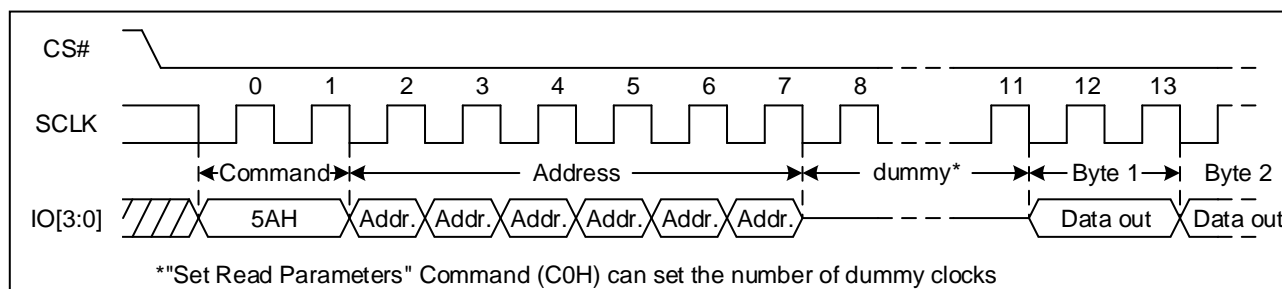 CS#
0 1 2 3 4 5 6 7 8 11 12 13
SCLK
Command Address dummy* Byte 1 Byte 2
IO[3:0] 5AH Addr. Addr. Addr. Addr. Addr. Addr. Data out Data out
*"Set Read Parameters" Command (C0H) can set the number of dummy clocks